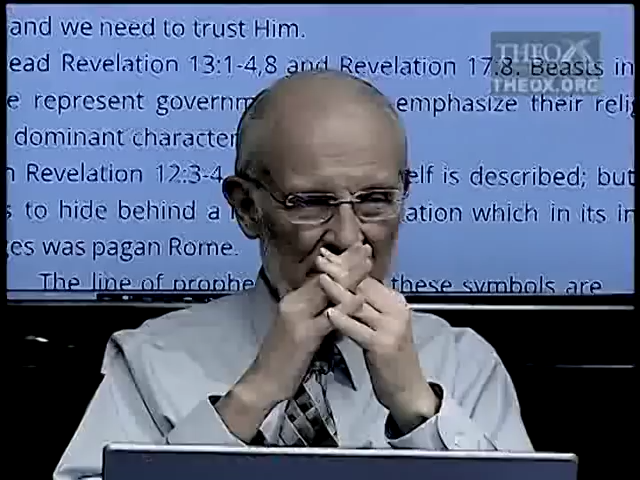 and we need to trust Him.
ead Revelation 13:1-4,8 and Revelation 17:8. Beasts in
e represent governm emphasize their relig
dominant character
n Revelation 12:3-4 elf is described; but
s to hide behind a ation which in its in
ges was pagan Rome.
The line of prophe these symbols are
THEOX
THEOX.ORG